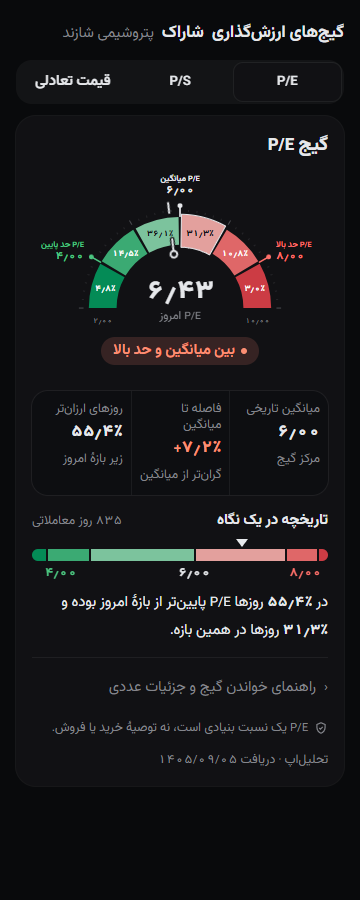 گیج‌های ارزش‌گذاری شاراک پتروشیمی شازند
P/E
P/S
قیمت تعادلی
گیج P/E
P/E میانگین
۶٫۰۰
P/E حد پایین
۴٫۰۰
P/E حد بالا
۸٫۰۰
۴٫۸٪
۱۴٫۵٪
۳۶٫۱٪
۳۱٫۳٪
۱۰٫۸٪
۳٫۰٪
۲٫۰۰
۱۰٫۰۰
۶٫۴۳
P/E امروز
بین میانگین و حد بالا
میانگین تاریخی
۶٫۰۰
مرکز گیج
فاصله تا
میانگین
+۷٫۲٪
گران‌تر از میانگین
روزهای ارزان‌تر
۵۵٫۴٪
زیر بازهٔ امروز
تاریخچه در یک نگاه
۸۳۵ روز معاملاتی
۸٫۰۰
۶٫۰۰
۴٫۰۰
در ۵۵٫۴٪ روزها P/E پایین‌تر از بازهٔ امروز بوده و
۳۱٫۳٪ روزها در همین بازه.
راهنمای خواندن گیج و جزئیات عددی
P/E یک نسبت بنیادی است، نه توصیهٔ خرید یا فروش.
تحلیل‌اپ · دریافت ۱۴۰۵/۰۹/۰۵